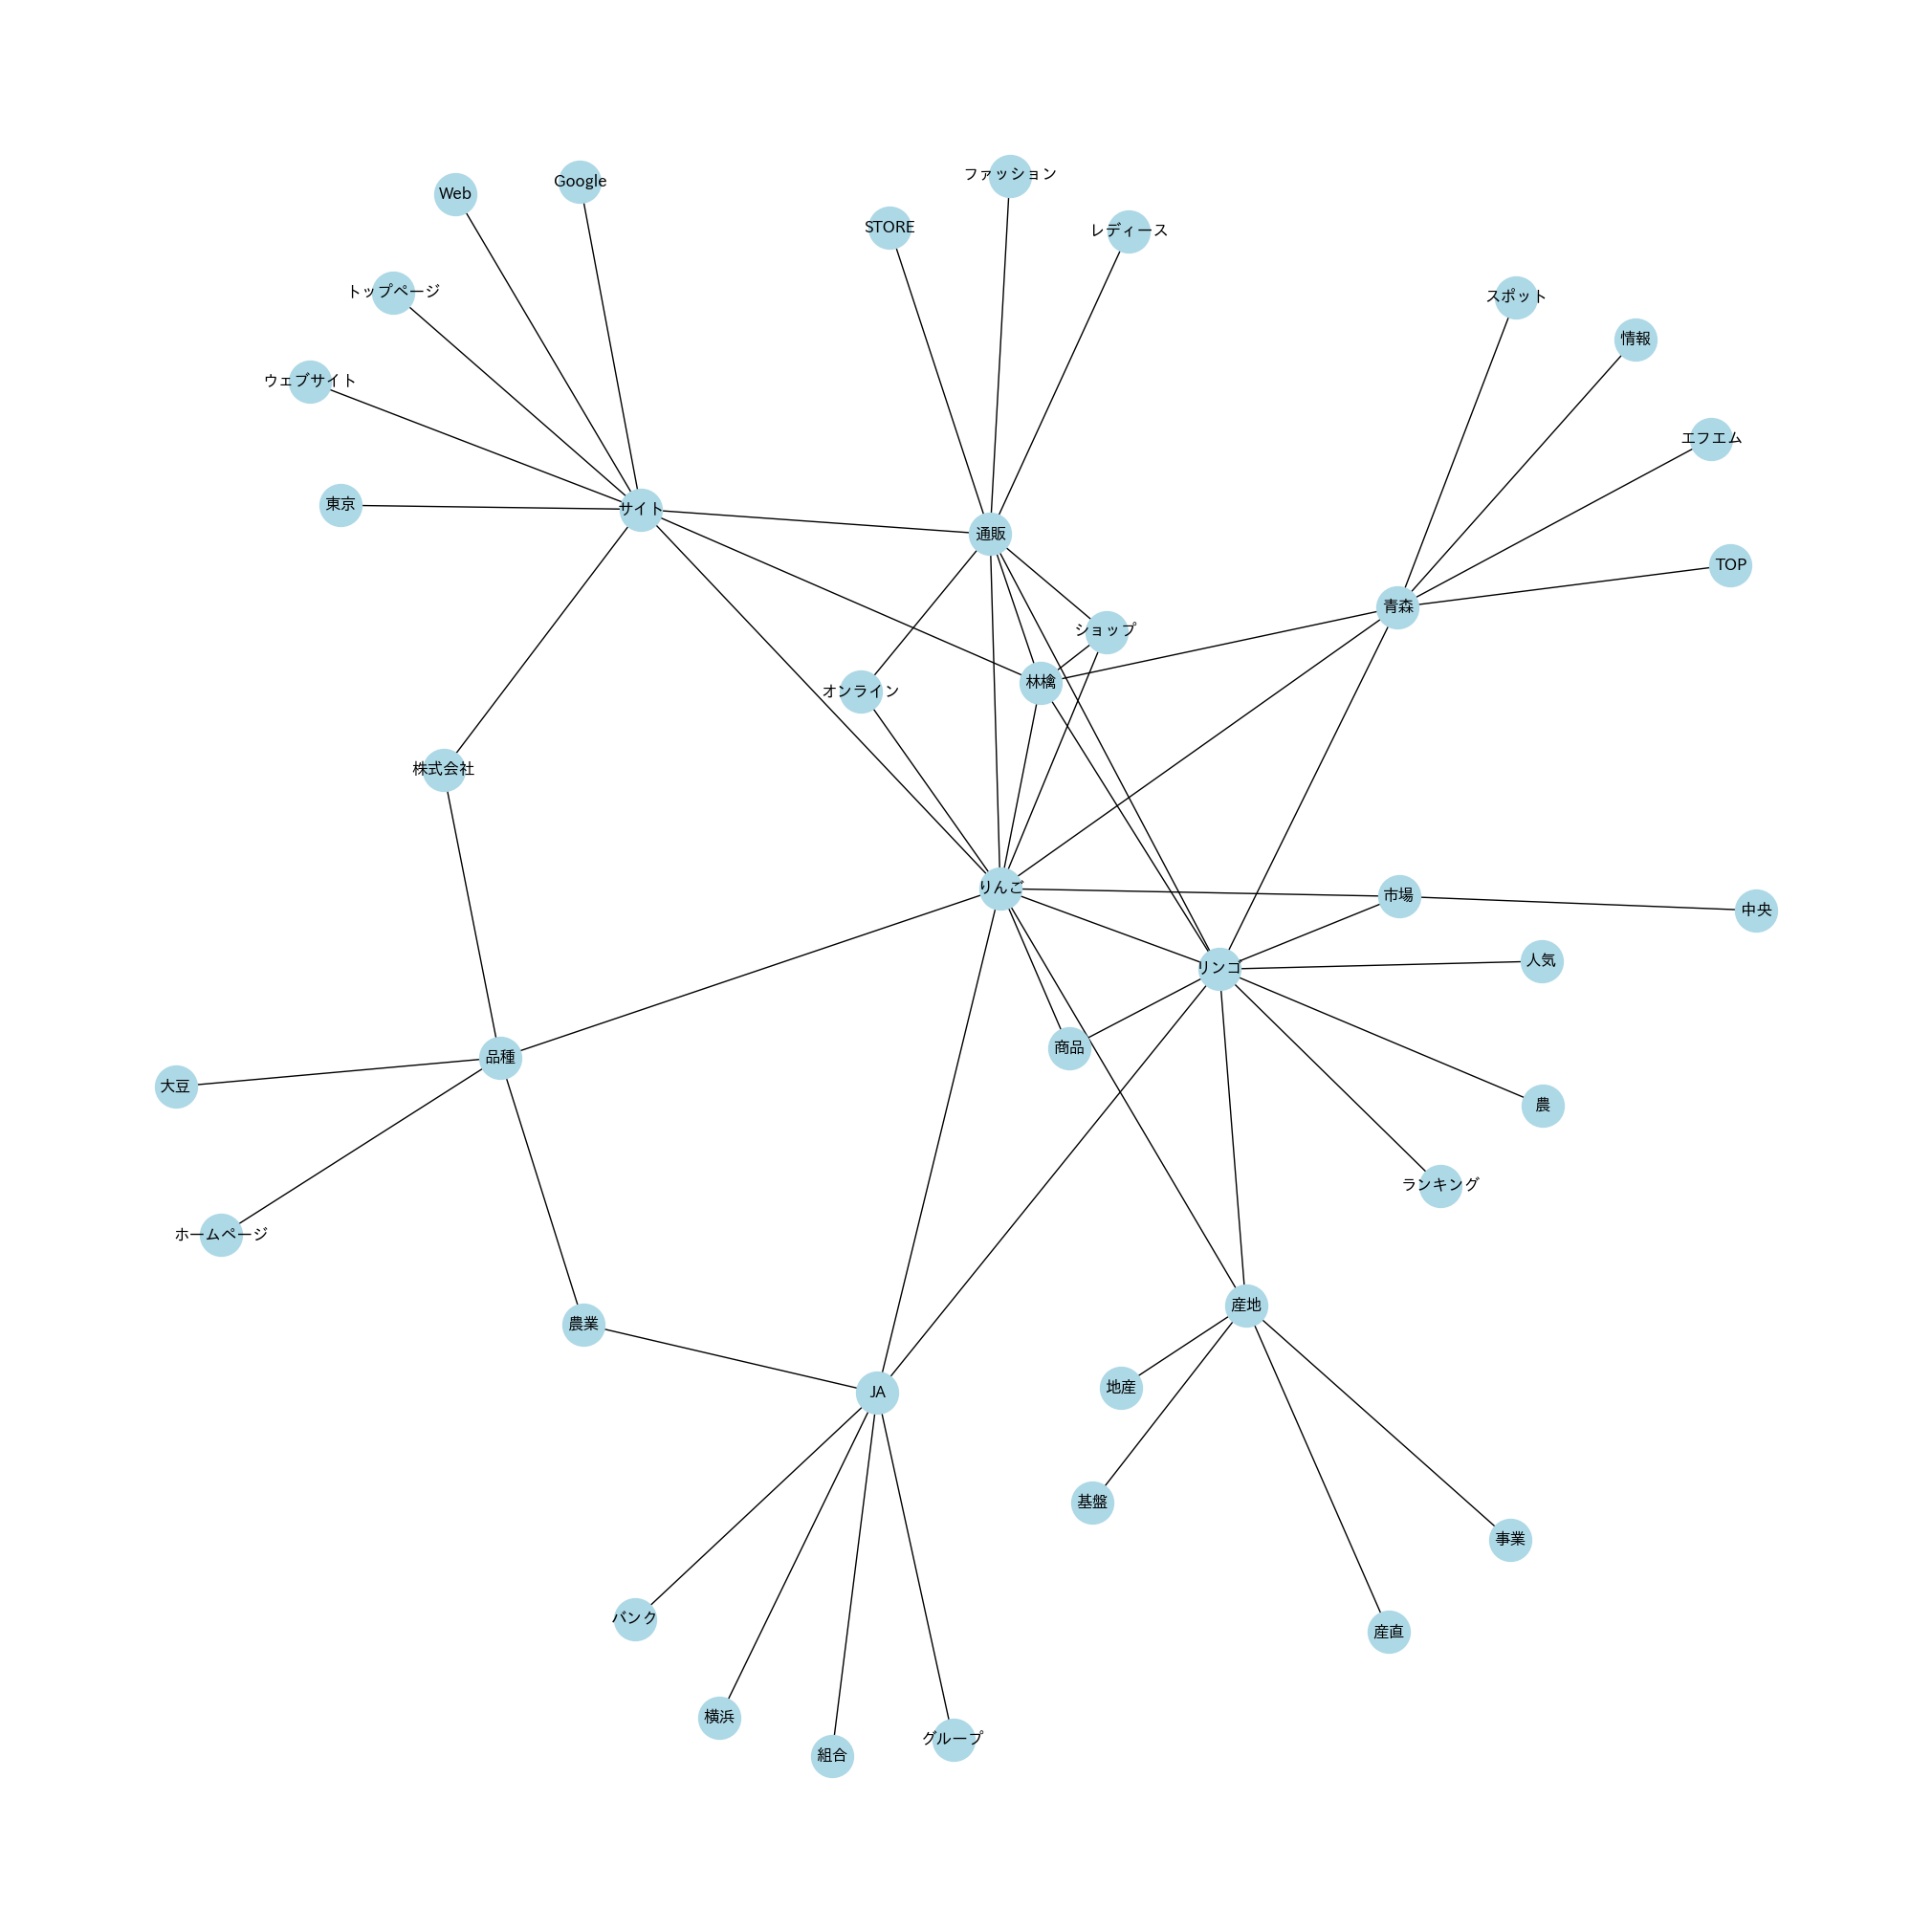 ファッション
Google
Web
STORE
レディース
トップページ
スポット
情報
ウェブサイト
エフエム
東京
サイト
通販
TOP
青森
ショップ
林檎
オンライン
株式会社
りんご
市場
中央
人気
リンゴ
商品
品種
大豆
農
ランキング
ホームページ
産地
農業
地産
JA
基盤
事業
バンク
産直
横浜
グループ
組合